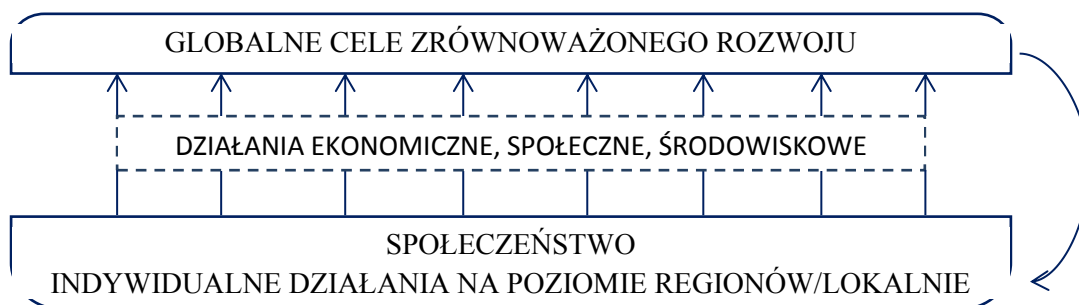 GLOBALNE CELE ZRÓWNOWAŻONEGO ROZWOJU
DZIAŁANIA EKONOMICZNE, SPOŁECZNE, ŚRODOWISKOWE
SPOŁECZEŃSTWO
INDYWIDUALNE DZIAŁANIA NA POZIOMIE REGIONÓW/LOKALNIE